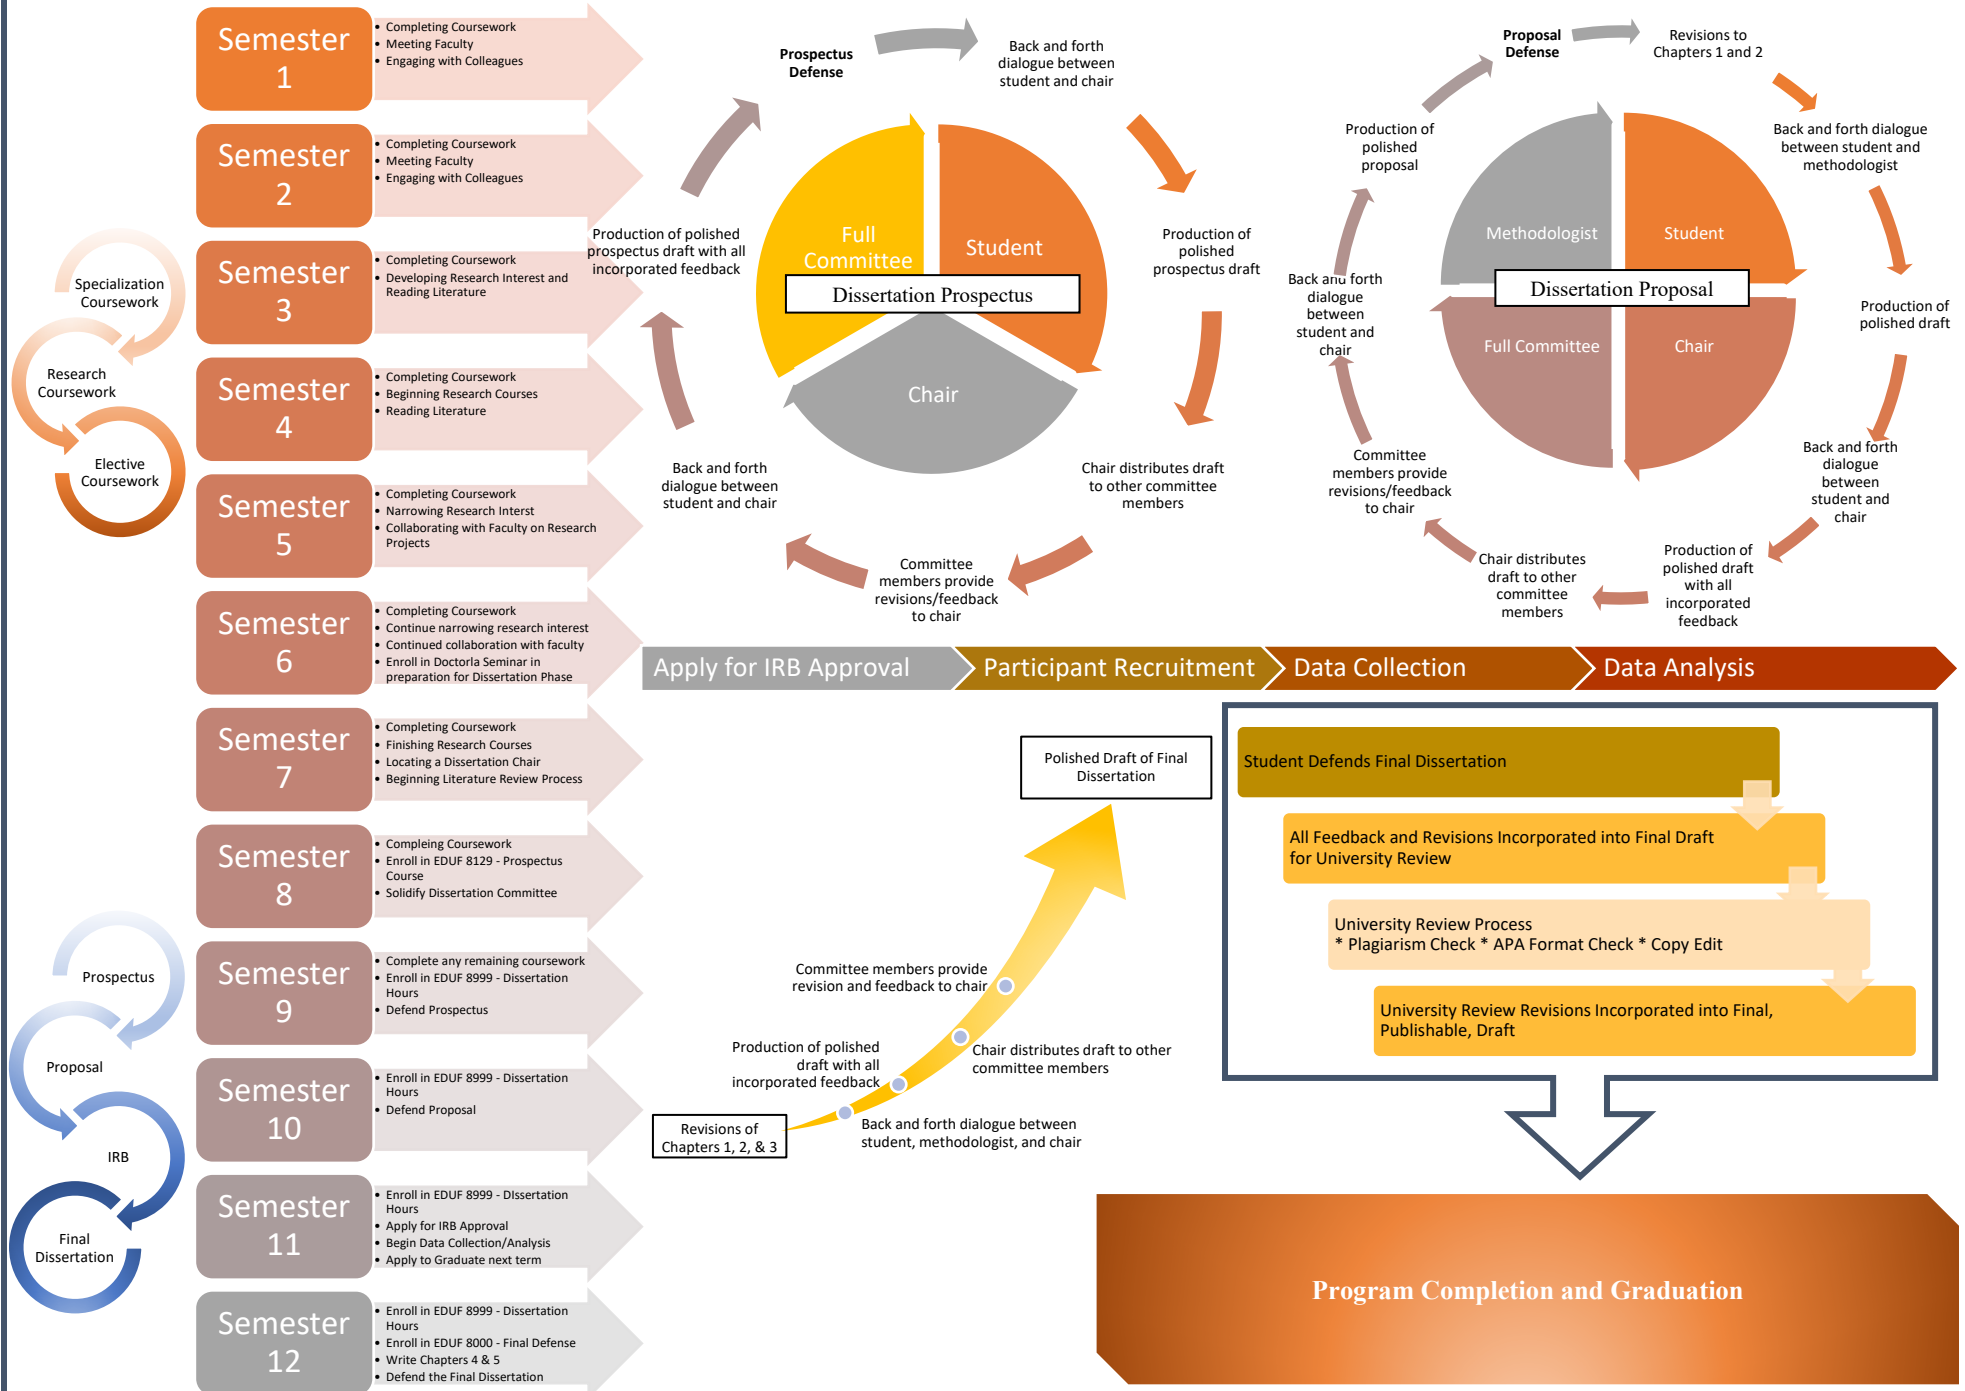 Semester
1
• Completing Coursework
• Meeting Faculty
• Engaging with Colleagues
Semester
2
• Completing Coursework
• Meeting Faculty
• Engaging with Colleagues
Semester
3
• Completing Coursework
• Developing Research Interest and
Reading Literature
Semester
4
• Completing Coursework
• Beginning Research Courses
• Reading Literature
Semester
5
• Completing Coursework
• Narrowing Research Interst
• Collaborating with Faculty on Research
Projects
Semester
6
• Completing Coursework
• Continue narrowing research interest
• Continued collaboration with faculty
• Enroll in Doctorla Seminar in
preparation for Dissertation Phase
Semester
7
• Completing Coursework
• Finishing Research Courses
• Locating a Dissertation Chair
• Beginning Literature Review Process
Semester
8
• Compleing Coursework
• Enroll in EDUF 8129 - Prospectus
Course
• Solidify Dissertation Committee
Semester
9
• Complete any remaining coursework
• Enroll in EDUF 8999 - Dissertation
Hours
• Defend Prospectus
Semester
10
• Enroll in EDUF 8999 - Dissertation
Hours
• Defend Proposal
Semester
11
• Enroll in EDUF 8999 - DIssertation
Hours
• Apply for IRB Approval
• Begin Data Collection/Analysis
• Apply to Graduate next term
Semester
12
• Enroll in EDUF 8999 - Dissertation
Hours
• Enroll in EDUF 8000 - Final Defense
• Write Chapters 4 & 5
• Defend the Final Dissertation
Specialization
Coursework
Research
Coursework
Elective
Coursework
Prospectus
Proposal
IRB
Final
Dissertation
Prospectus
Defense
Back and forth
dialogue between
student and chair
Production of
polished
prospectus draft
Chair distributes draft
to other committee
members
Committee
members provide
revisions/feedback
to chair
Back and forth
dialogue between
student and chair
Production of polished
prospectus draft with all
incorporated feedback
Full
Committee
Student
Chair
Dissertation Prospectus
Proposal
Defense
Revisions to
Chapters 1 and 2
Back and forth dialogue
between student and
methodologist
Production of
polished draft
Back and forth
dialogue
between
student and
chair
Production of
polished draft
with all
incorporated
feedback
Chair distributes
draft to other
committee
members
Committee
members provide
revisions/feedback
to chair
Back and forth
dialogue
between
student and
chair
Production of
polished
proposal
Methodologist
Student
Full Committee
Chair
Dissertation Proposal
Apply for IRB Approval
Participant Recruitment
Data Collection
Data Analysis
Polished Draft of Final
Dissertation
Committee members provide
revision and feedback to chair
Chair distributes draft to other
committee members
Production of polished
draft with all
incorporated feedback
Back and forth dialogue between
student, methodologist, and chair
Revisions of
Chapters 1, 2, & 3
Student Defends Final Dissertation
All Feedback and Revisions Incorporated into Final Draft
for University Review
University Review Process
* Plagiarism Check * APA Format Check * Copy Edit
University Review Revisions Incorporated into Final,
Publishable, Draft
Program Completion and Graduation